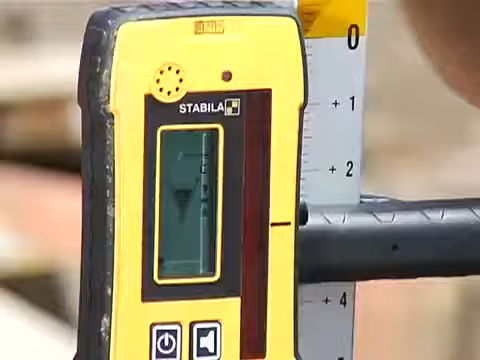 0
STABILA
+ 1
+ 2
+ 4